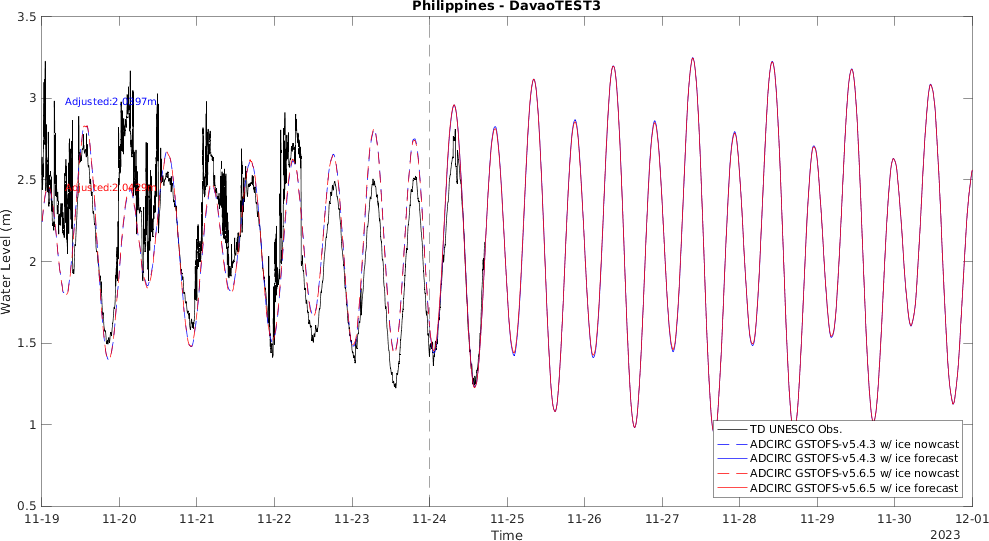 Philippines - DavaoTEST3
3.5
3
2.5
2
1.5
1
0.5
Water Level (m)
11-19
11-20
11-21
11-22
11-23
11-24
11-25
11-26
11-27
11-28
11-29
11-30
12-01
2023
Time
TD UNESCO Obs.
ADCIRC GSTOFS-v5.4.3 w/ ice nowcast
ADCIRC GSTOFS-v5.4.3 w/ ice forecast
ADCIRC GSTOFS-v5.6.5 w/ ice nowcast
ADCIRC GSTOFS-v5.6.5 w/ ice forecast